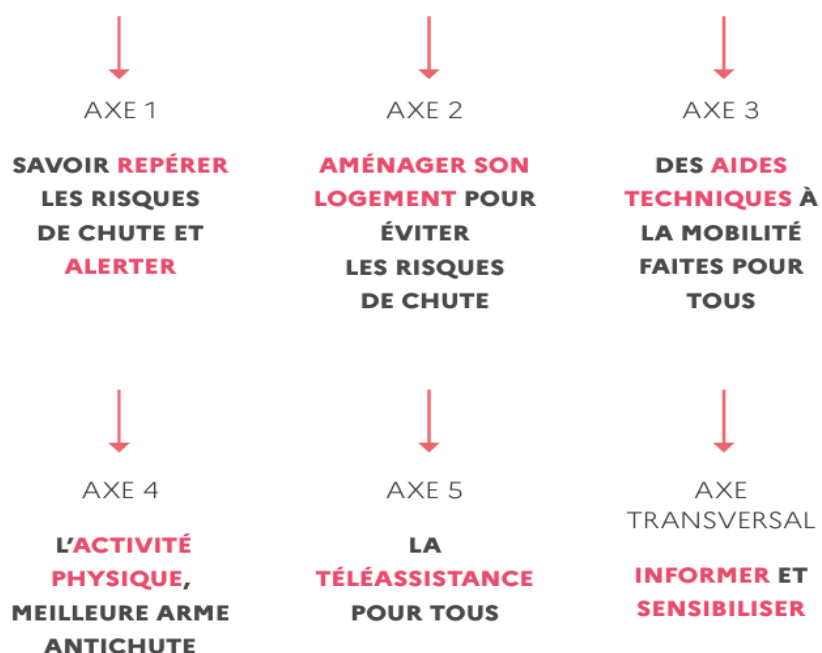 AXE 1
SAVOIR REPÉRER
LES RISQUES
DE CHUTE ET
ALERTER
AXE 2
AMÉNAGER SON
LOGEMENT POUR
ÉVITER
LES RISQUES
DE CHUTE
AXE 3
DES AIDES
TECHNIQUES À
LA MOBILITÉ
FAITES POUR
TOUS
AXE 4
L’ACTIVITÉ
PHYSIQUE,
MEILLEURE ARME
ANTICHUTE
AXE 5
LA
TÉLÉASSISTANCE
POUR TOUS
AXE
TRANSVERSAL
INFORMER ET
SENSIBILISER